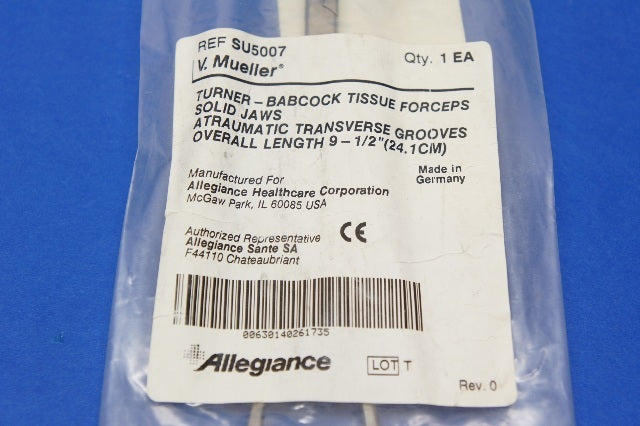 REF SU5007
V. Mueller®
Qty. 1 EA
TURNER – BABCOCK TISSUE FORCEPS
SOLID JAWS
ATRAUMATIC TRANSVERSE GROOVES
OVERALL LENGTH 9 – 1/2" (24.1CM)
Manufactured For
Allegiance Healthcare Corporation
McGaw Park, IL 60085 USA
Made in
Germany
Authorized Representative
Allegiance Sante SA
F44110 Chateaubriant
CE
00630140261735
Allegiance
LOT T
Rev. 0